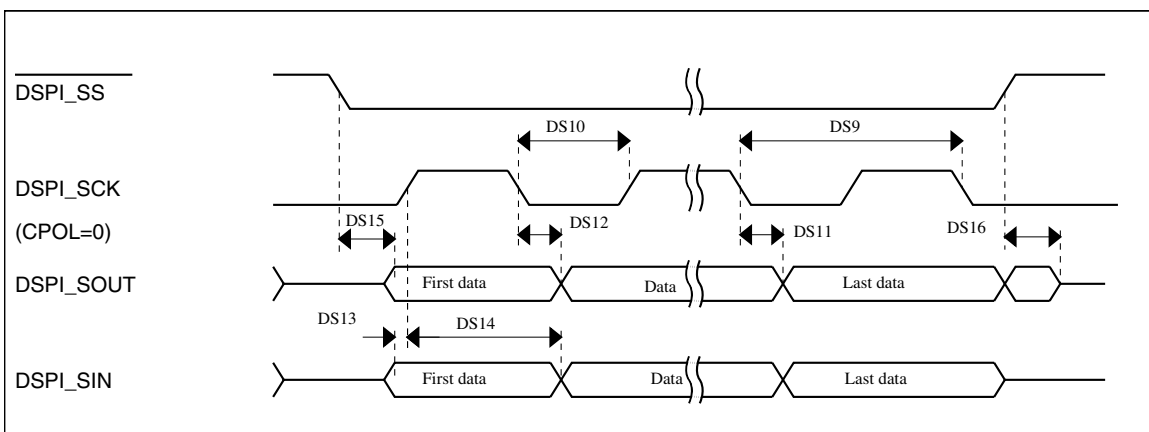 DSPI_SS
DS10
DS9
DSPI_SCK
(CPOL=0)
DS15
DS12
DS11
DS16
DSPI_SOUT
First data
Data
Last data
DS13
DS14
DSPI_SIN
First data
Data
Last data